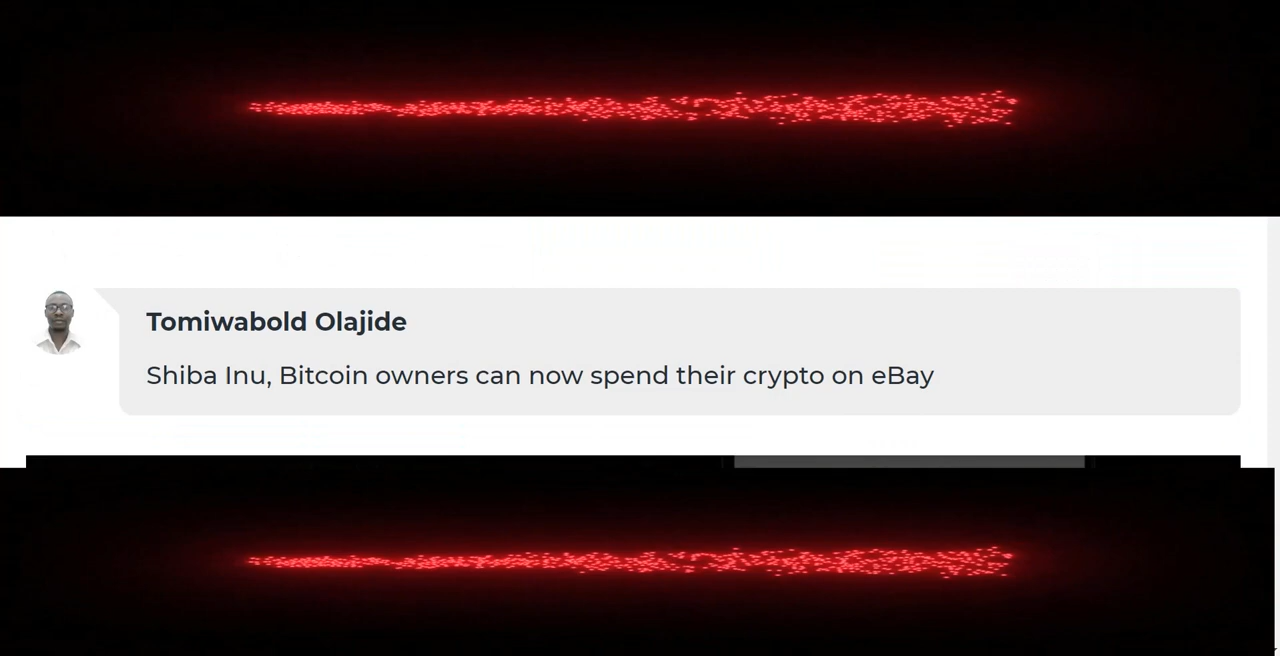 Tomiwabold Olajide
Shiba Inu, Bitcoin owners can now spend their crypto on eBay